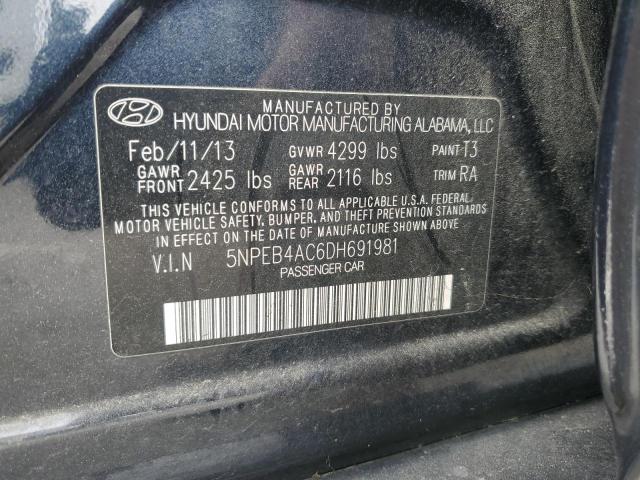 MANUFACTURED BY
HYUNDAI MOTOR MANUFACTURING ALABAMA, LLC
Feb/11/13 GVWR 4299 lbs PAINT T3
GAWR FRONT 2425 lbs GAWR REAR 2116 lbs TRIM RA
THIS VEHICLE CONFORMS TO ALL APPLICABLE U.S.A. FEDERAL
MOTOR VEHICLE SAFETY, BUMPER, AND THEFT PREVENTION STANDARDS
IN EFFECT ON THE DATE OF MANUFACTURE SHOWN ABOVE
V.I.N 5NPEB4AC6DH691981
PASSENGER CAR